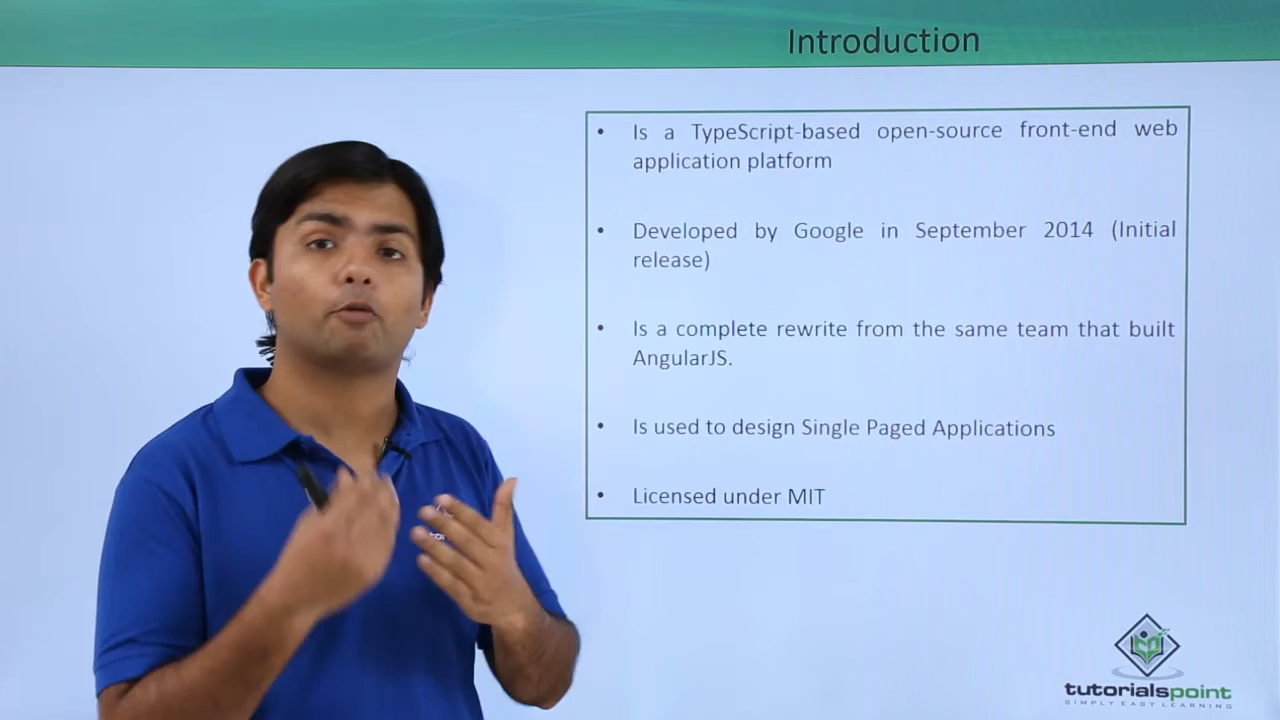 Introduction
• Is a TypeScript-based open-source front-end web
application platform
• Developed by Google in September 2014 (Initial
release)
• Is a complete rewrite from the same team that built
AngularJS.
• Is used to design Single Paged Applications
• Licensed under MIT
tutorialspoint
SIMPLY EASY LEARNING